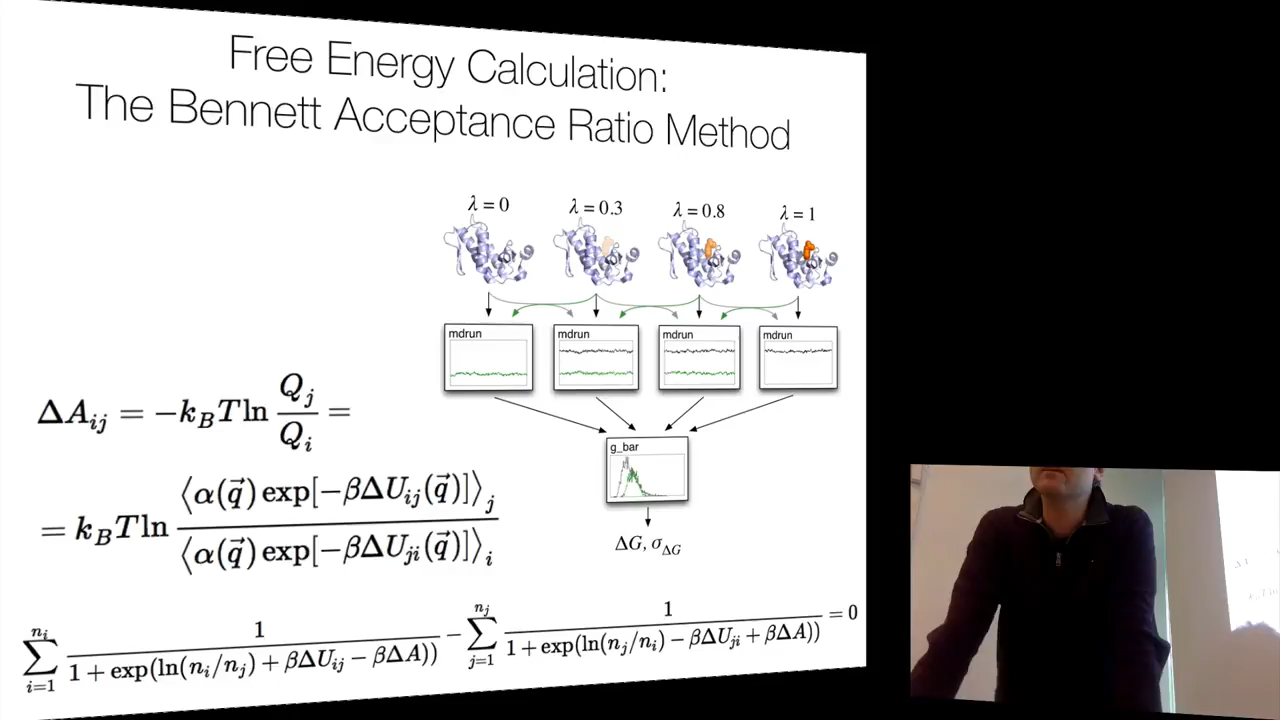 Free Energy Calculation:
The Bennett Acceptance Ratio Method
λ = 0 λ = 0.3 λ = 0.8 λ = 1
mdrun mdrun mdrun mdrun
g_bar
ΔG, σ_ΔG
ΔA_ij = −k_B T ln Q_j / Q_i =
= k_B T ln ⟨α(q⃗) exp[−βΔU_ij(q⃗)]⟩_j / ⟨α(q⃗) exp[−βΔU_ji(q⃗)]⟩_i
∑_{i=1}^{n_i} 1 / (1 + exp(ln(n_i/n_j) + βΔU_ij − βΔA)) − ∑_{j=1}^{n_j} 1 / (1 + exp(ln(n_j/n_i) − βΔU_ji + βΔA)) = 0